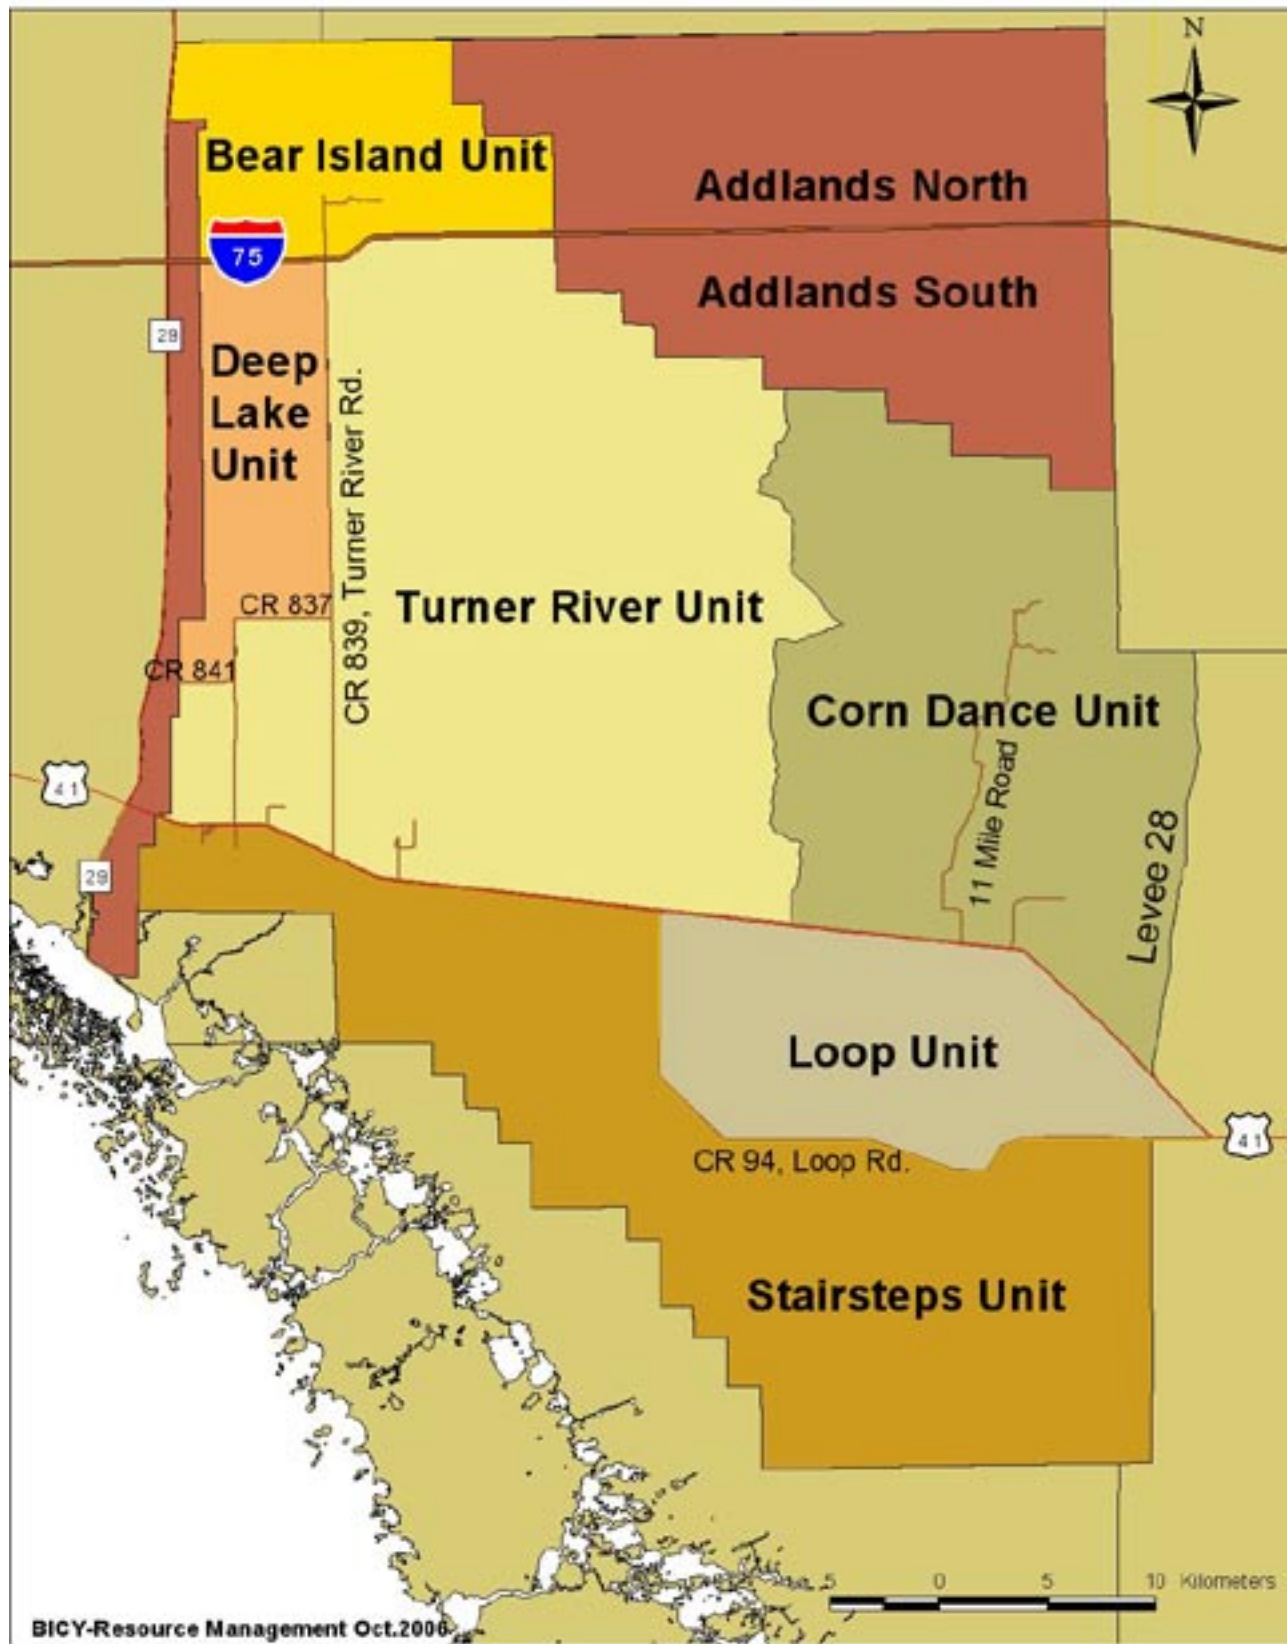 N
Bear Island Unit
Addlands North
75
Addlands South
29
Deep
Lake
Unit
CR 839, Turner River Rd.
CR 837
Turner River Unit
CR 841
Corn Dance Unit
41
11 Mile Road
Levee 28
29
Loop Unit
41
CR 94, Loop Rd.
Stairsteps Unit
5 0 5 10 Kilometers
BICY-Resource Management Oct.2006